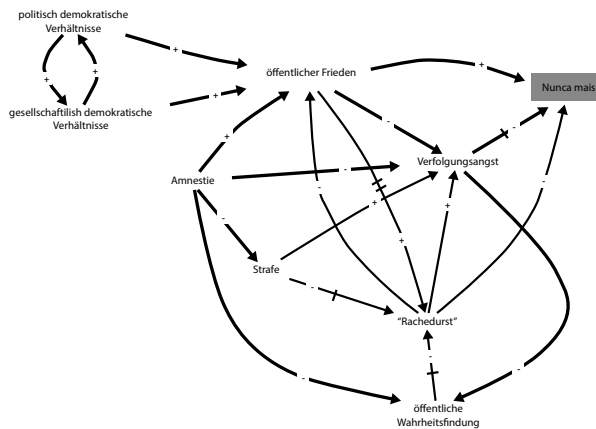 politisch demokratische
Verhältnisse
+
+
+
öffentlicher Frieden
+
Nunca mais
gesellschaftilish demokratische
Verhältnisse
+
+
-
-
Verfolgungsangst
Amnestie
-
-
-
+
+
-
+
Strafe
-
"Rachedurst"
-
-
-
öffentliche
Wahrheitsfindung